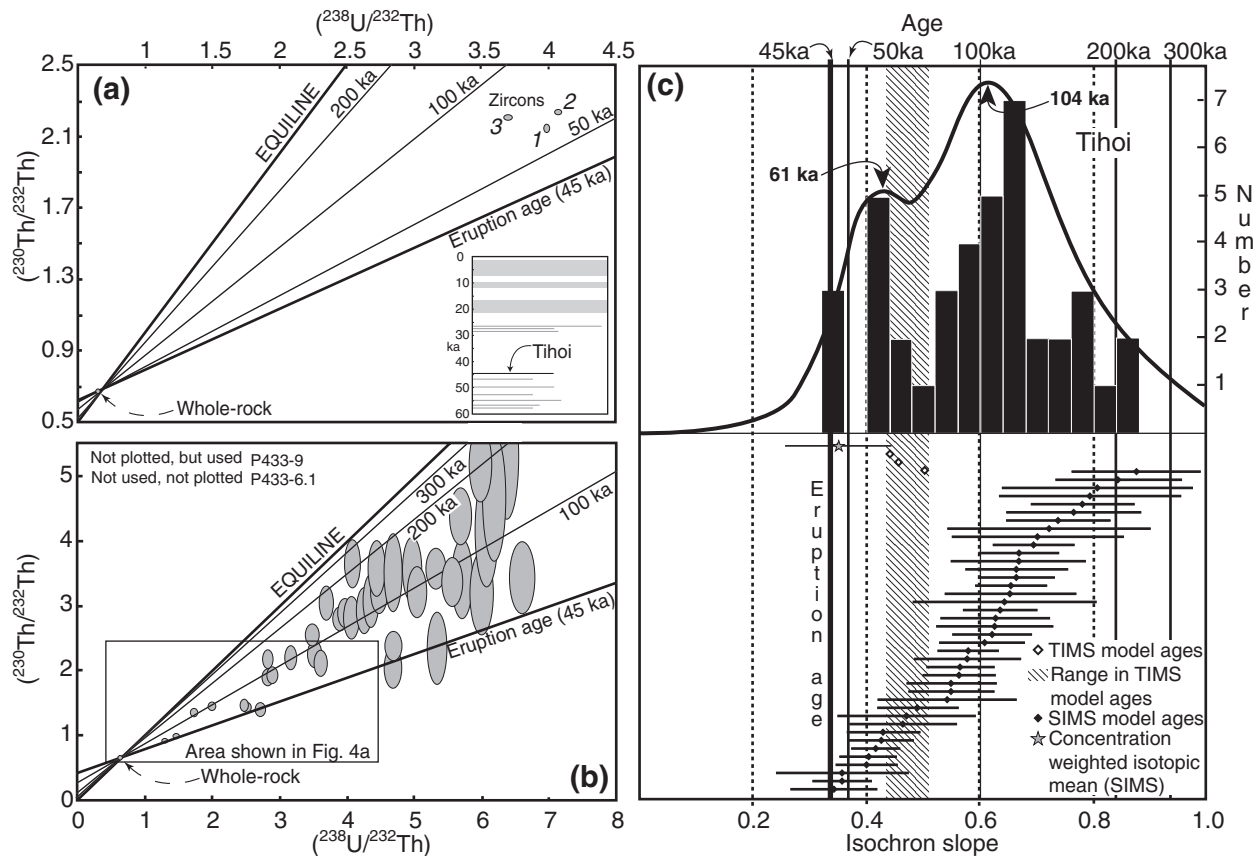 (238U/232Th)
1 1.5 2 2.5 3 3.5 4 4.5
(a)
2.5
2.1
1.7
1.3
0.9
0.5
(230Th/232Th)
EQUILINE
200 ka
100 ka
50 ka
Eruption age (45 ka)
Zircons
1
2
3
Whole-rock
0
10
20
30
ka
40
50
60
Tihoi
Not plotted, but used P433-9
Not used, not plotted P433-6.1
5
4
3
2
1
0
(230Th/232Th)
EQUILINE
300 ka
200 ka
100 ka
Eruption age (45 ka)
Area shown in Fig. 4a
Whole-rock
(b)
0 1 2 3 4 5 6 7 8
(238U/232Th)
Age
45ka 50ka 100ka 200ka 300ka
(c)
104 ka
Tihoi
61 ka
7
6
5
4
3
2
1
Number
Eruption age
TIMS model ages
Range in TIMS
model ages
SIMS model ages
Concentration
weighted isotopic
mean (SIMS)
0.2 0.4 0.6 0.8 1.0
Isochron slope